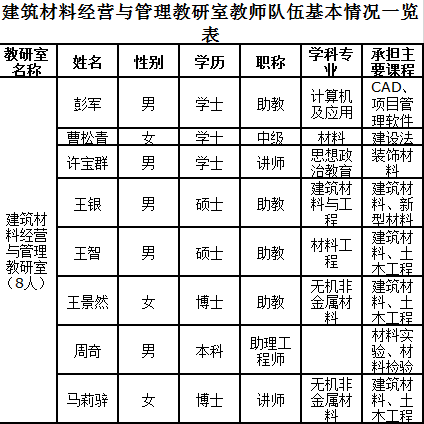 建筑材料经营与管理教研室教师队伍基本情况一览
表
教研室名称 姓名 性别 学历 职称 学科专业 承担主要课程
建筑材料经营与管理教研室（8人）
彭军 男 学士 助教 计算机及应用 CAD、项目管理软件
曹松青 女 学士 中级 材料 建设法
许宝群 男 学士 讲师 思想政治教育 装饰材料
王银 男 硕士 助教 建筑材料与工程 建筑材料、新型材料
王智 男 硕士 助教 材料工程 建筑材料、土木工程
王景然 女 博士 助教 无机非金属材料 建筑材料、土木工程
周奇 男 本科 助理工程师 材料实验、材料检验
马莉骍 女 博士 讲师 无机非金属材料 建筑材料、土木工程